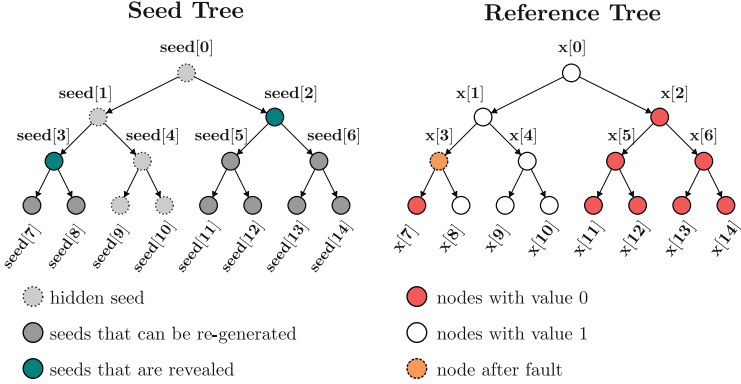 Seed Tree
seed[0]
seed[1]
seed[2]
seed[3]
seed[4]
seed[5]
seed[6]
seed[7]
seed[8]
seed[9]
seed[10]
seed[11]
seed[12]
seed[13]
seed[14]
hidden seed
seeds that can be re-generated
seeds that are revealed
Reference Tree
x[0]
x[1]
x[2]
x[3]
x[4]
x[5]
x[6]
x[7]
x[8]
x[9]
x[10]
x[11]
x[12]
x[13]
x[14]
nodes with value 0
nodes with value 1
node after fault